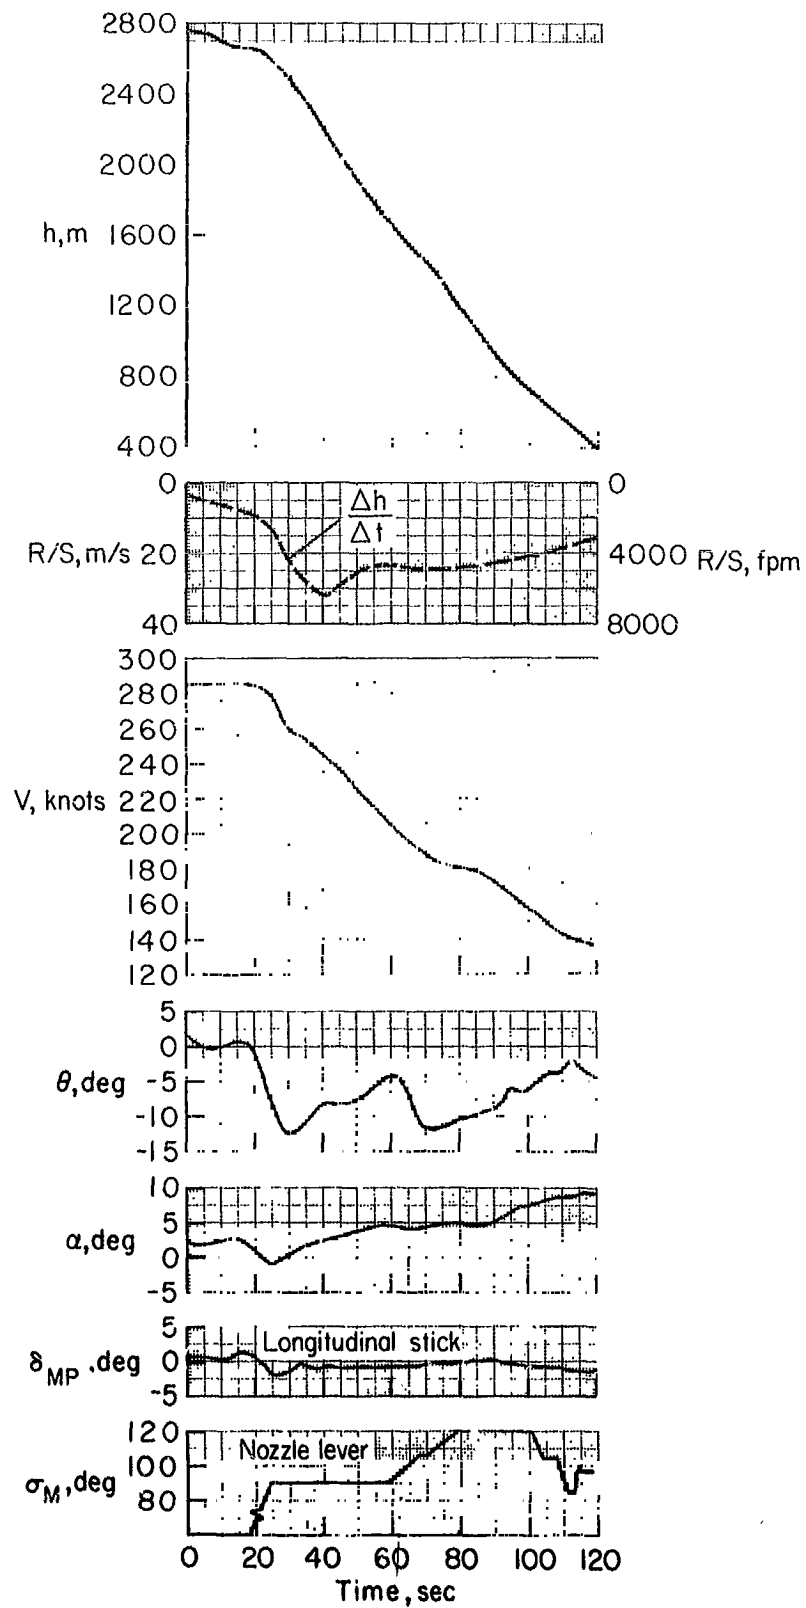 2800
2400
2000
h,m 1600
1200
800
400
0 0
Δh
Δt
R/S, m/s 20 4000 R/S, fpm
40 8000
300
280
260
240
V, knots 220
200
180
160
140
120
5
0
θ, deg -5
-10
-15
10
5
α, deg 0
-5
5
Longitudinal stick
δMP .deg 0
-5
120
Nozzle lever
σM, deg 100
80
0 20 40 60 80 100 120
Time, sec